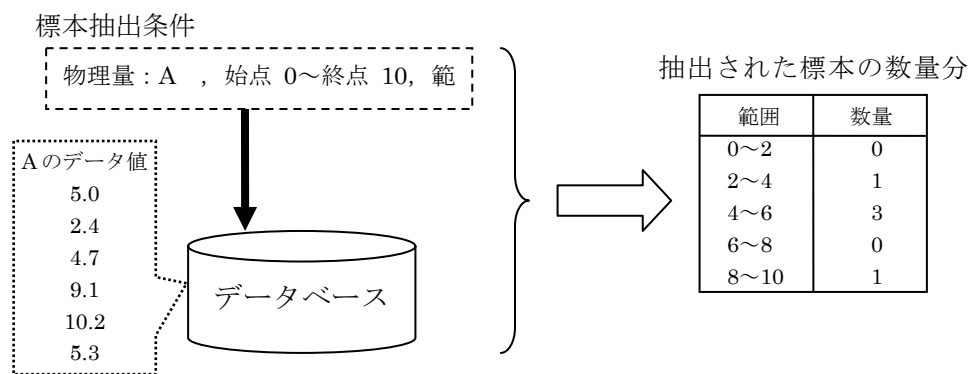 標本抽出条件
物理量：A ，始点 0～終点 10，範
Aのデータ値
5.0
2.4
4.7
9.1
10.2
5.3
データベース
抽出された標本の数量分
範囲 数量
0～2 0
2～4 1
4～6 3
6～8 0
8～10 1